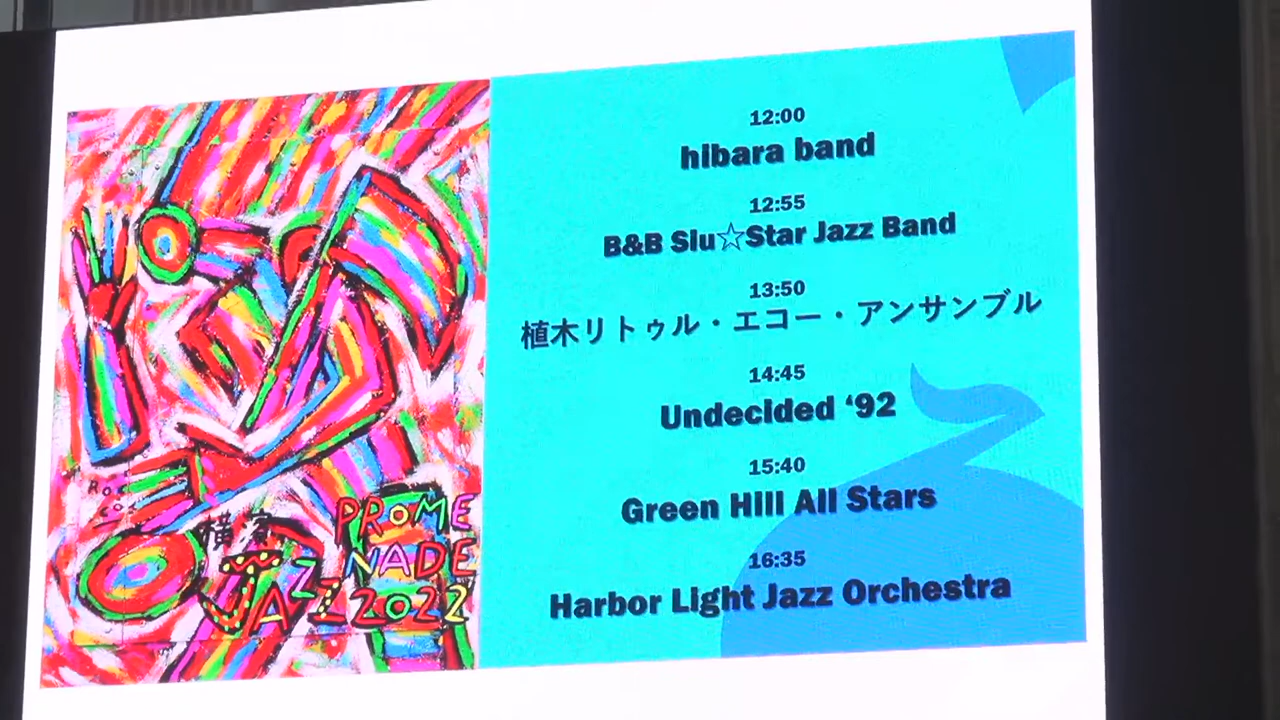 12:00
hibara band
12:55
B&B Slu☆Star Jazz Band
13:50
植木リトゥル・エコー・アンサンブル
14:45
Undecided ‘92
15:40
Green Hill All Stars
16:35
Harbor Light Jazz Orchestra
横濱
JAZZ
PROME
NADE
2022